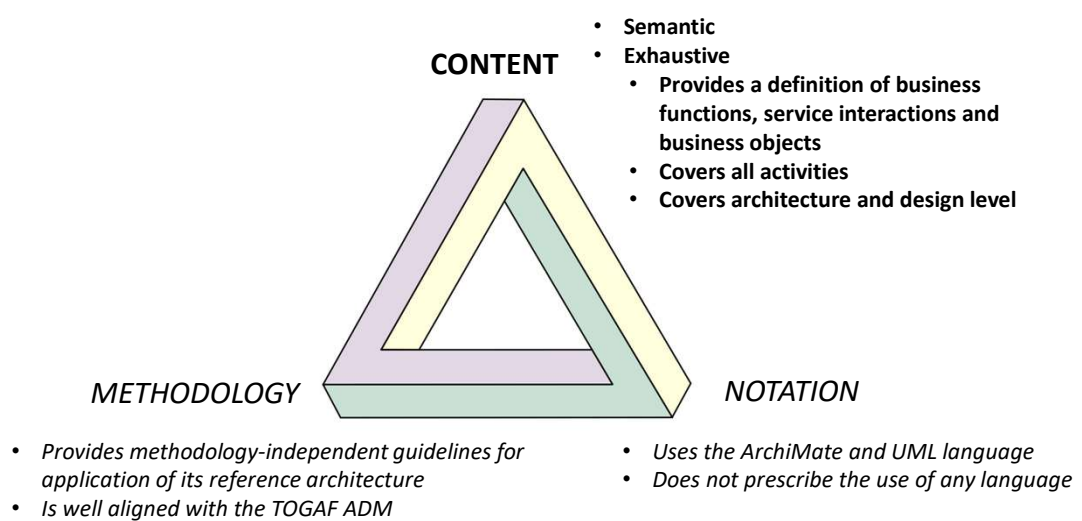 CONTENT
• Semantic
• Exhaustive
• Provides a definition of business
functions, service interactions and
business objects
• Covers all activities
• Covers architecture and design level
METHODOLOGY
• Provides methodology-independent guidelines for
application of its reference architecture
• Is well aligned with the TOGAF ADM
NOTATION
• Uses the ArchiMate and UML language
• Does not prescribe the use of any language